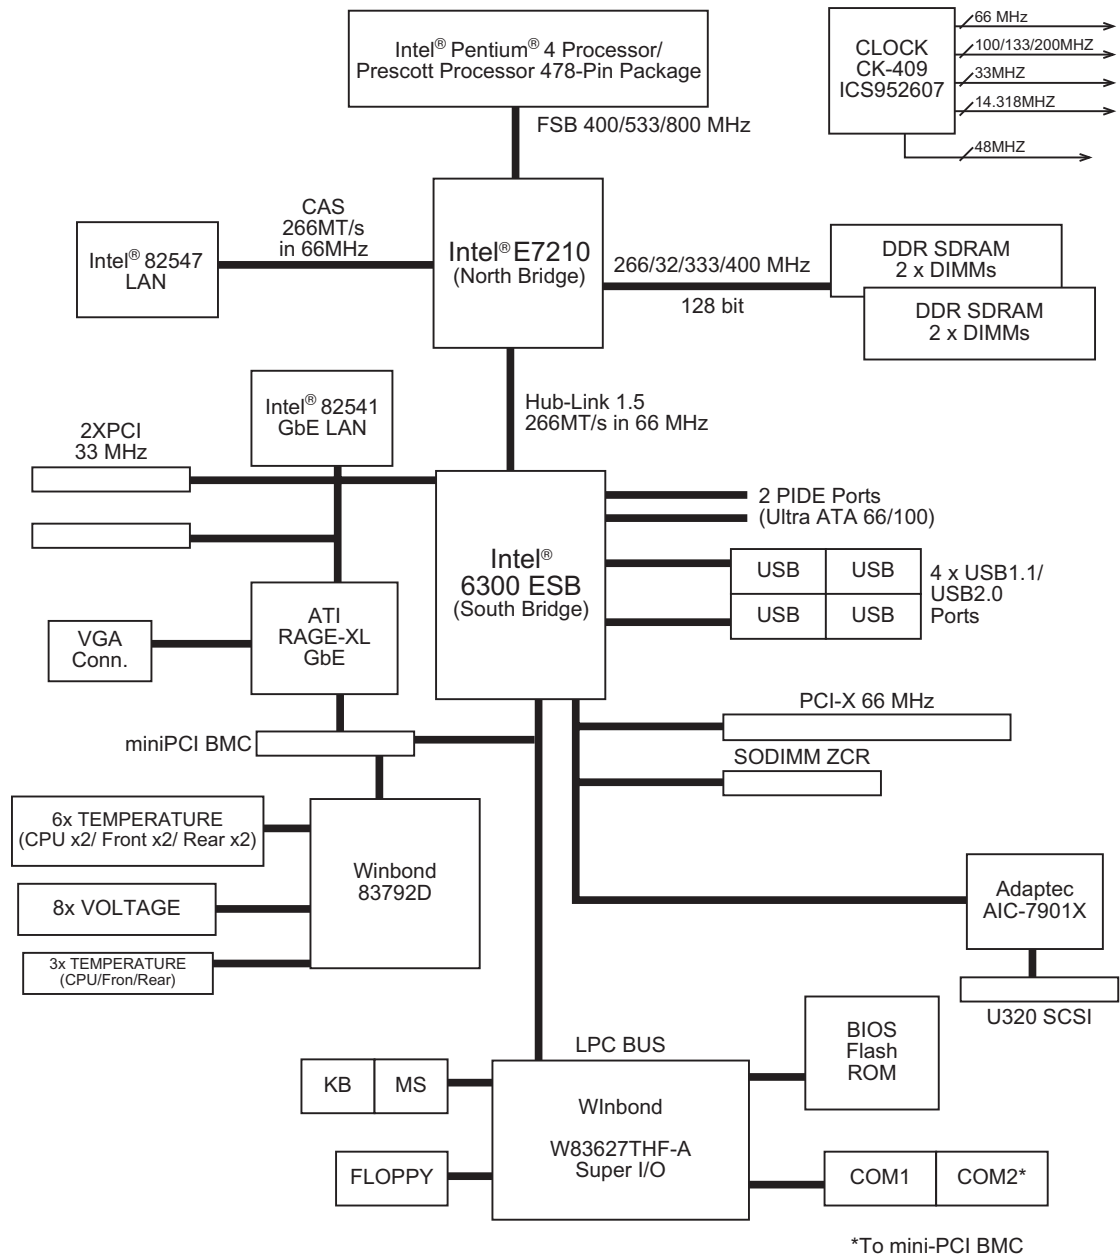 Intel® Pentium® 4 Processor/
Prescott Processor 478-Pin Package
CLOCK
CK-409
ICS952607
66 MHz
100/133/200MHZ
33MHZ
14.318MHZ
48MHZ
FSB 400/533/800 MHz
CAS
266MT/s
in 66MHz
Intel® 82547
LAN
Intel® E7210
(North Bridge)
266/32/333/400 MHz
128 bit
DDR SDRAM
2 x DIMMs
DDR SDRAM
2 x DIMMs
Hub-Link 1.5
266MT/s in 66 MHz
Intel® 82541
GbE LAN
2XPCI
33 MHz
Intel®
6300 ESB
(South Bridge)
2 PIDE Ports
(Ultra ATA 66/100)
USB USB
USB USB
4 x USB1.1/
USB2.0
Ports
ATI
RAGE-XL
GbE
VGA
Conn.
PCI-X 66 MHz
miniPCI BMC
SODIMM ZCR
6x TEMPERATURE
(CPU x2/ Front x2/ Rear x2)
Winbond
83792D
8x VOLTAGE
3x TEMPERATURE
(CPU/Fron/Rear)
Adaptec
AIC-7901X
U320 SCSI
LPC BUS
BIOS
Flash
ROM
KB MS
WInbond
W83627THF-A
Super I/O
FLOPPY
COM1 COM2*
*To mini-PCI BMC